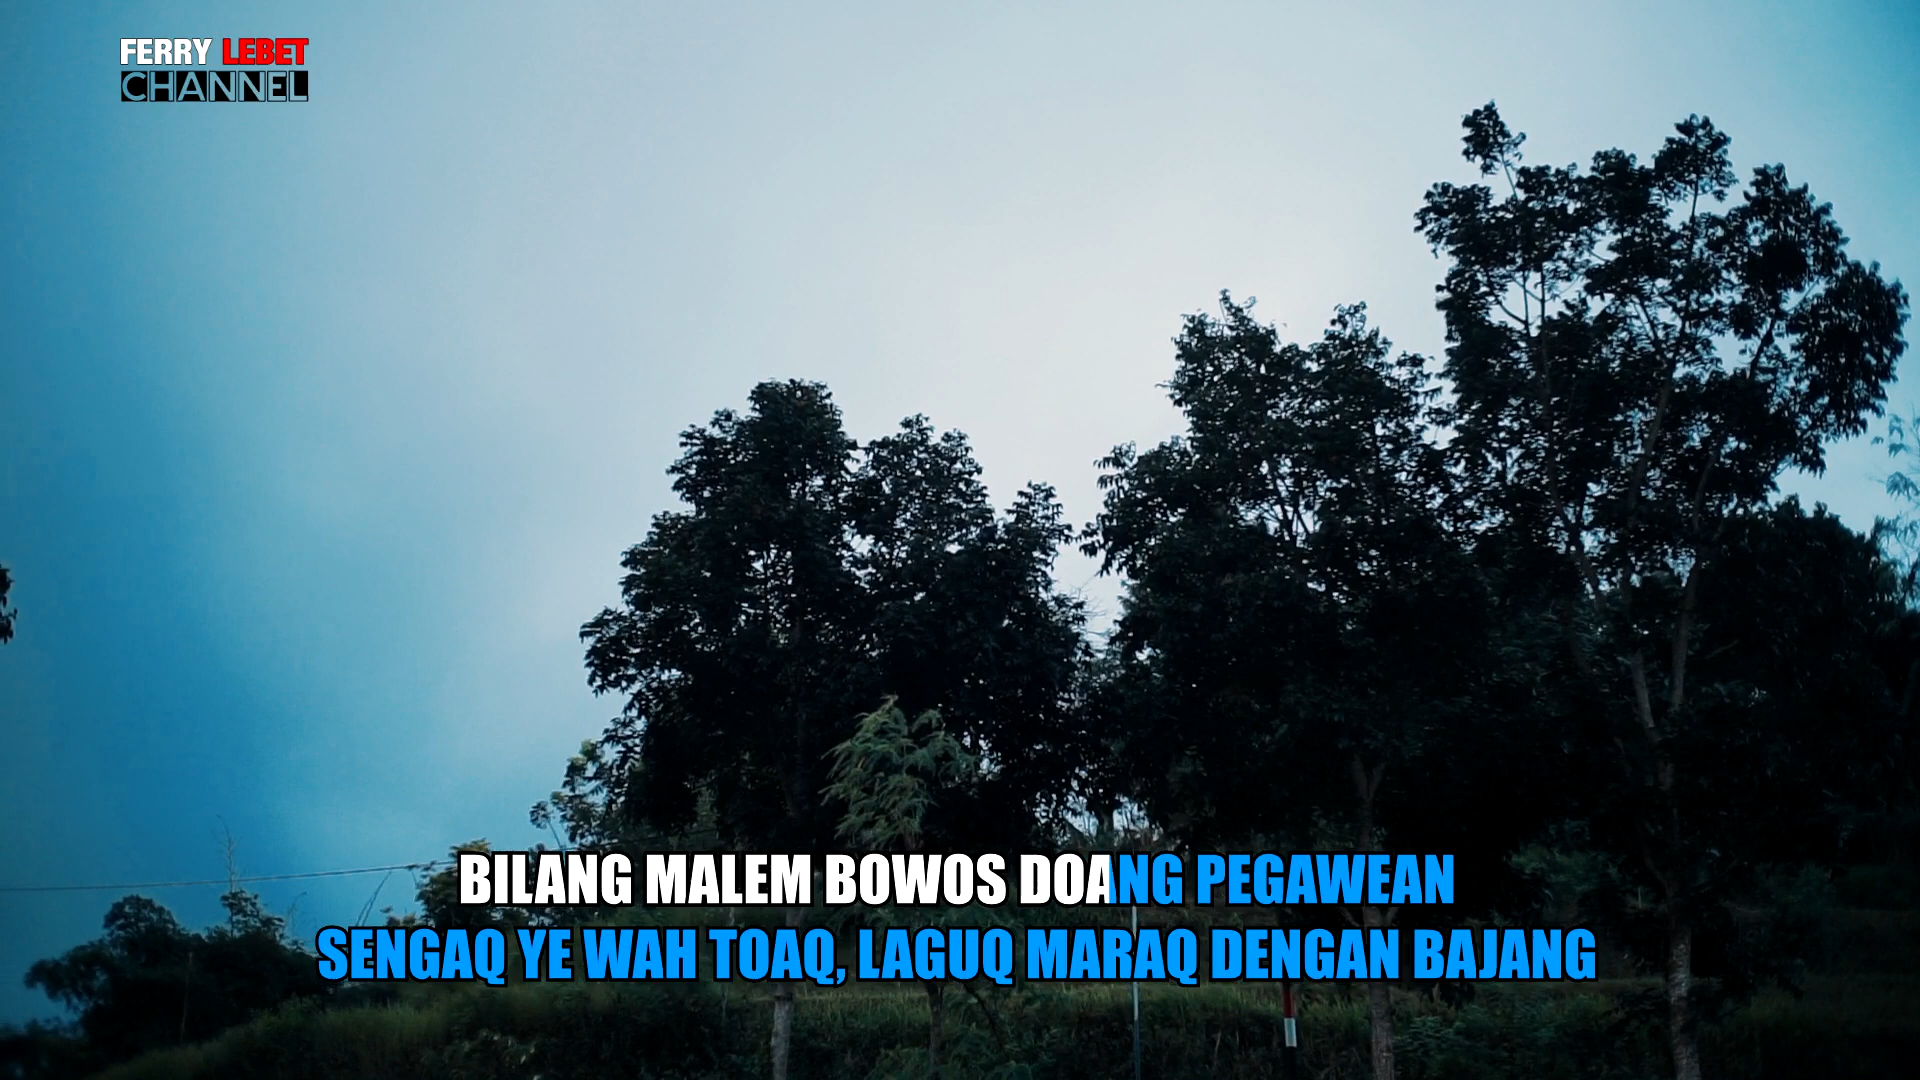 FERRY LEBET
CHANNEL
BILANG MALEM BOWOS DOANG PEGAWEAN
SENGAQ YE WAH TOAQ, LAGUQ MARAQ DENGAN BAJANG